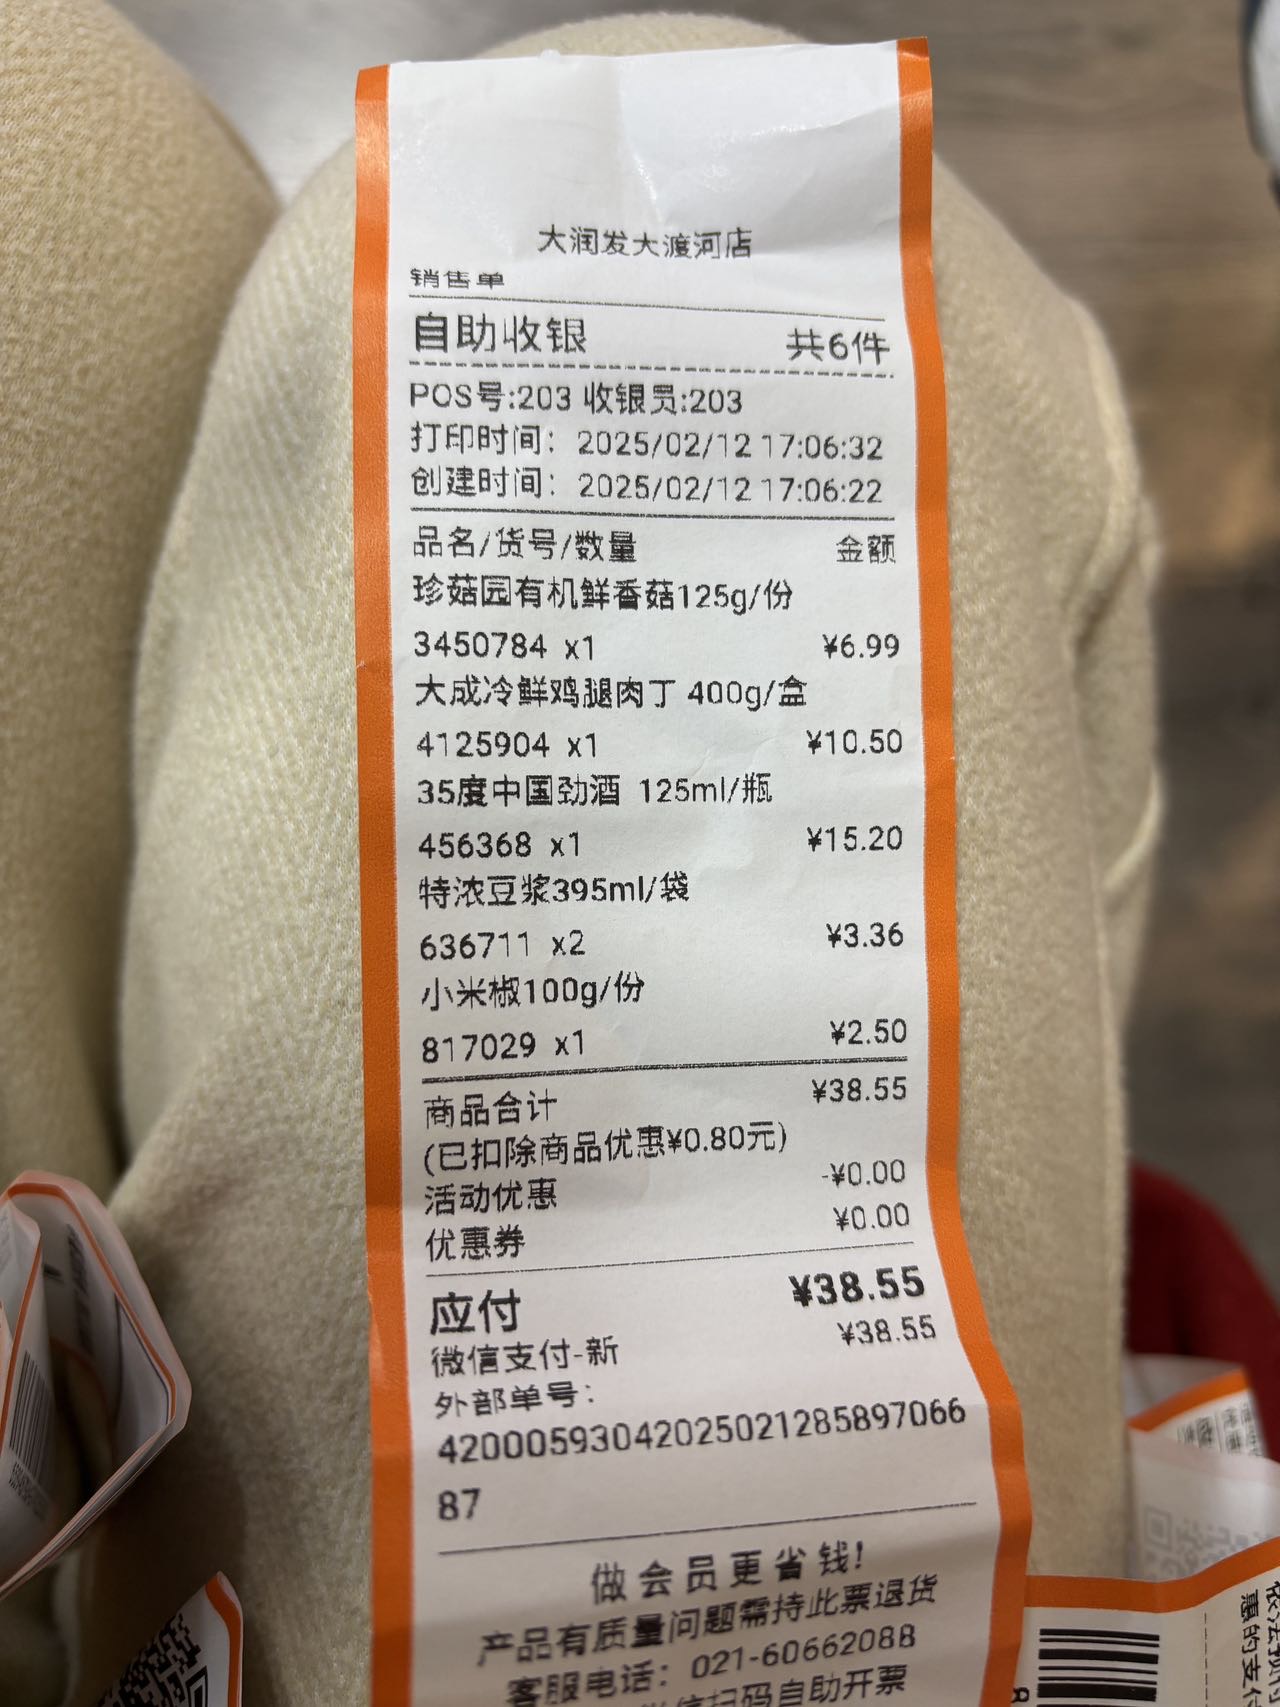 大润发大渡河店
销售单
自助收银 共6件
POS号:203 收银员:203
打印时间: 2025/02/12 17:06:32
创建时间: 2025/02/12 17:06:22
品名/货号/数量 金额
珍菇园有机鲜香菇125g/份
3450784 x1 ¥6.99
大成冷鲜鸡腿肉丁 400g/盒
4125904 x1 ¥10.50
35度中国劲酒 125ml/瓶
456368 x1 ¥15.20
特浓豆浆395ml/袋
636711 x2 ¥3.36
小米椒100g/份
817029 x1 ¥2.50
商品合计 ¥38.55
(已扣除商品优惠¥0.80元)
活动优惠 -¥0.00
优惠券 ¥0.00
应付 ¥38.55
微信支付-新 ¥38.55
外部单号:
42000593042025021285897066
87
做会员更省钱!
产品有质量问题需持此票退货
客服电话: 021-60662088
微信扫码自助开票